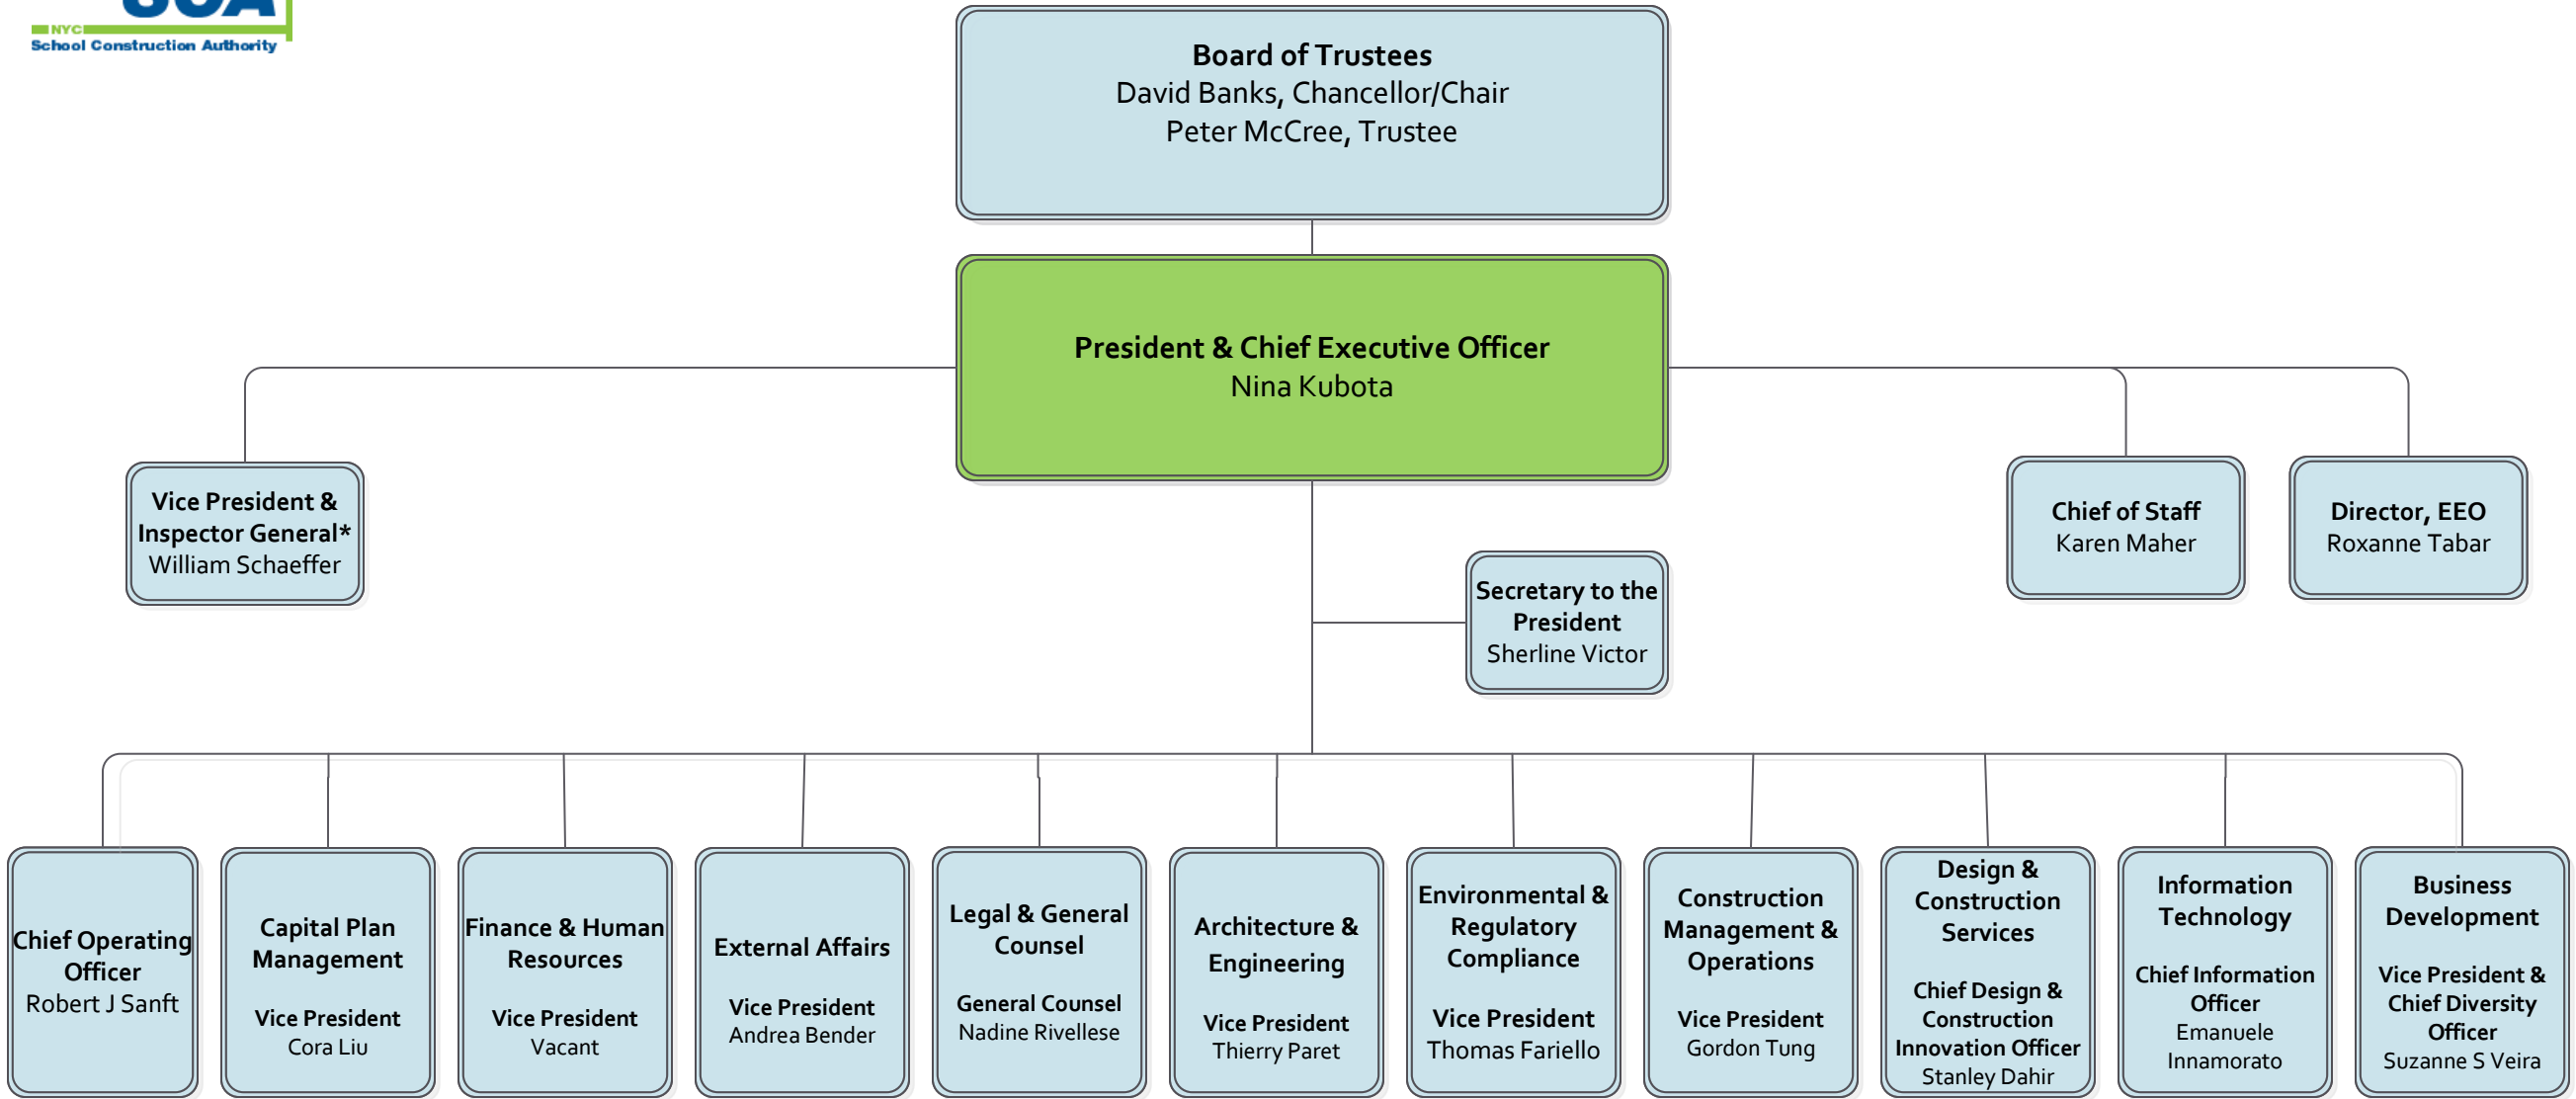 SCA
NYC
School Construction Authority
Board of Trustees
David Banks, Chancellor/Chair
Peter McCree, Trustee
President & Chief Executive Officer
Nina Kubota
Vice President &
Inspector General*
William Schaeffer
Chief of Staff
Karen Maher
Director, EEO
Roxanne Tabar
Secretary to the
President
Sherline Victor
Chief Operating
Officer
Robert J Sanft
Capital Plan
Management
Vice President
Cora Liu
Finance & Human
Resources
Vice President
Vacant
External Affairs
Vice President
Andrea Bender
Legal & General
Counsel
General Counsel
Nadine Rivellese
Architecture &
Engineering
Vice President
Thierry Paret
Environmental &
Regulatory
Compliance
Vice President
Thomas Fariello
Construction
Management &
Operations
Vice President
Gordon Tung
Design &
Construction
Services
Chief Design &
Construction
Innovation Officer
Stanley Dahir
Information
Technology
Chief Information
Officer
Emanuele
Innamorato
Business
Development
Vice President &
Chief Diversity
Officer
Suzanne S Veira